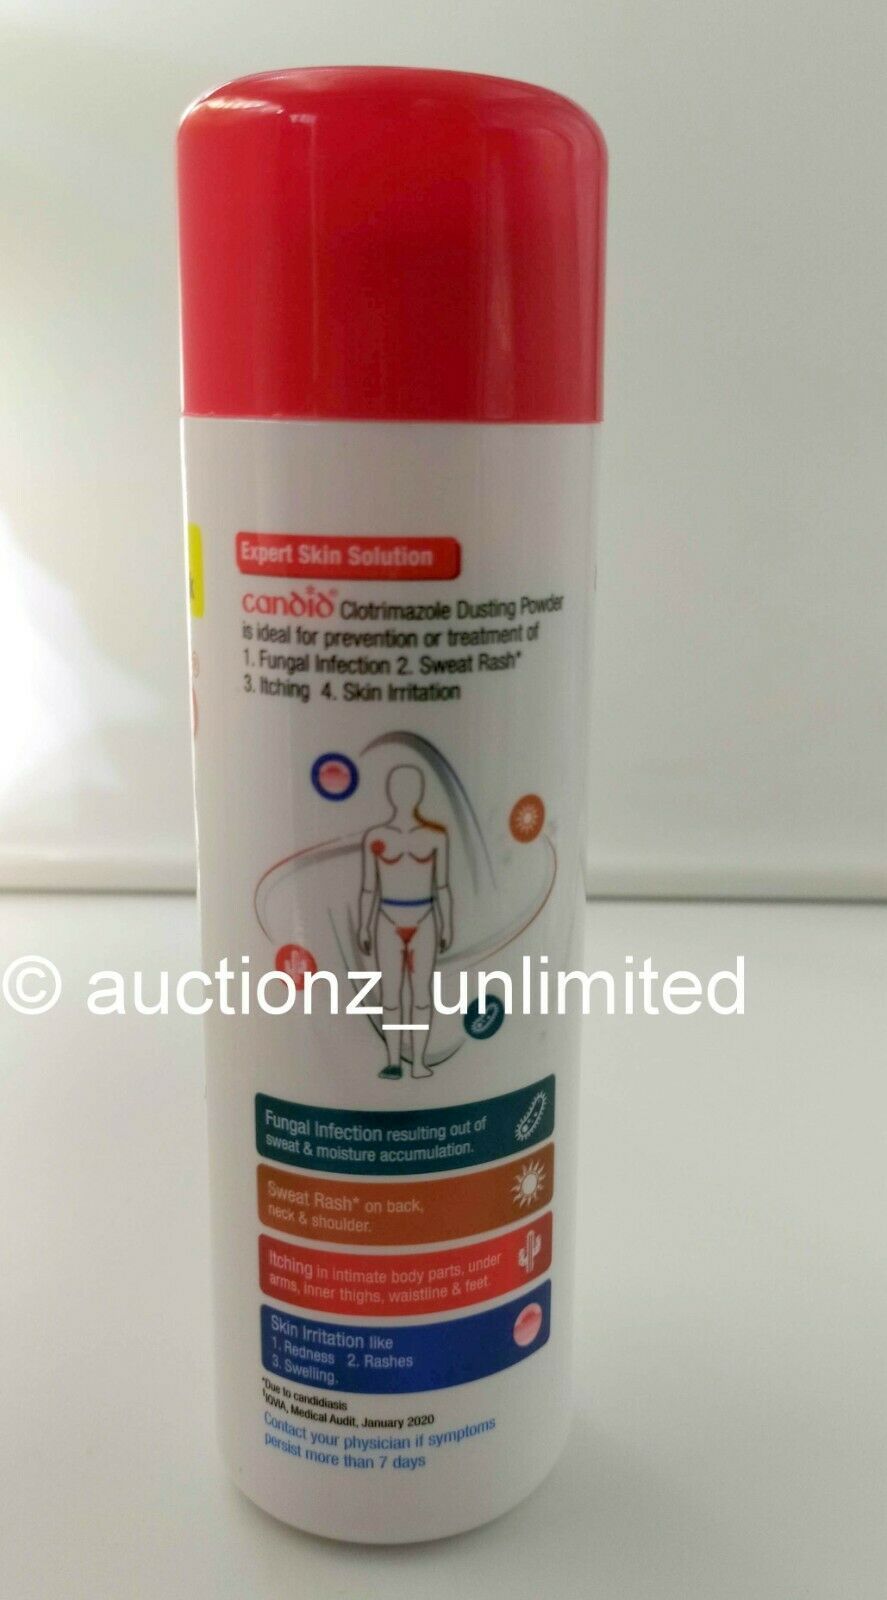 Expert Skin Solution
candid® Clotrimazole Dusting Powder
is ideal for prevention or treatment of
1. Fungal Infection 2. Sweat Rash*
3. Itching 4. Skin Irritation
k
®
© auctionz_unlimited
Fungal Infection resulting out of
sweat & moisture accumulation.
Sweat Rash* on back,
neck & shoulder.
Itching in intimate body parts, under
arms, inner thighs, waistline & feet.
Skin Irritation like
1. Redness 2. Rashes
3. Swelling.
*Due to candidiasis
¹IQVIA, Medical Audit, January 2020
Contact your physician if symptoms
persist more than 7 days